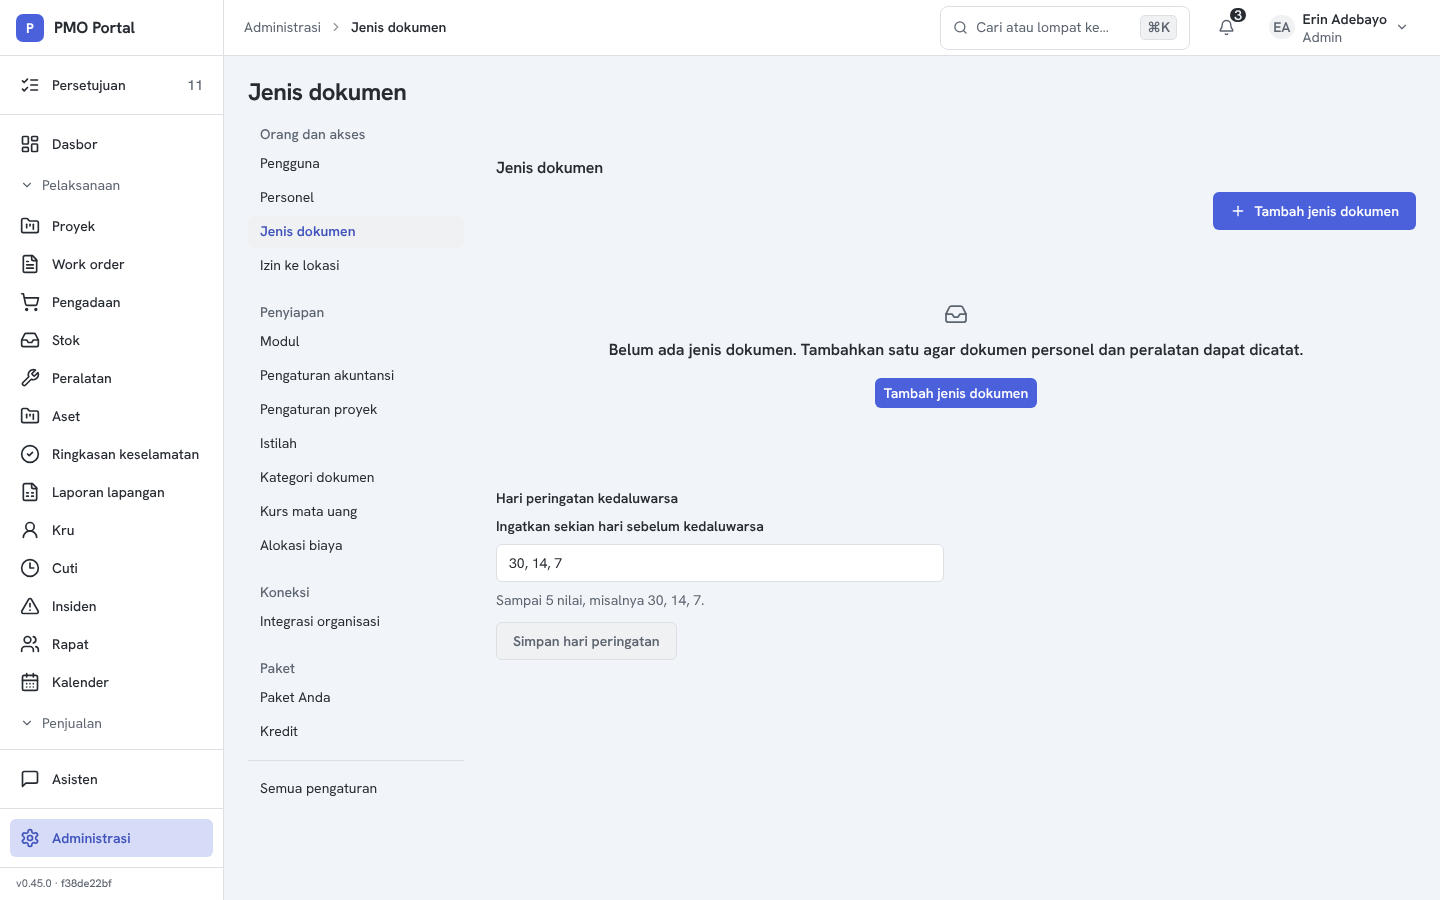 P PMO Portal
Administrasi > Jenis dokumen
Cari atau lompat ke... ⌘K
3
EA
Erin Adebayo
Admin
Persetujuan 11
Dasbor
Pelaksanaan
Proyek
Work order
Pengadaan
Stok
Peralatan
Aset
Ringkasan keselamatan
Laporan lapangan
Kru
Cuti
Insiden
Rapat
Kalender
Penjualan
Asisten
Administrasi
v0.45.0 · f38de22bf
Jenis dokumen
Orang dan akses
Pengguna
Personel
Jenis dokumen
Izin ke lokasi
Penyiapan
Modul
Pengaturan akuntansi
Pengaturan proyek
Istilah
Kategori dokumen
Kurs mata uang
Alokasi biaya
Koneksi
Integrasi organisasi
Paket
Paket Anda
Kredit
Semua pengaturan
Jenis dokumen
+ Tambah jenis dokumen
Belum ada jenis dokumen. Tambahkan satu agar dokumen personel dan peralatan dapat dicatat.
Tambah jenis dokumen
Hari peringatan kedaluwarsa
Ingatkan sekian hari sebelum kedaluwarsa
30, 14, 7
Sampai 5 nilai, misalnya 30, 14, 7.
Simpan hari peringatan